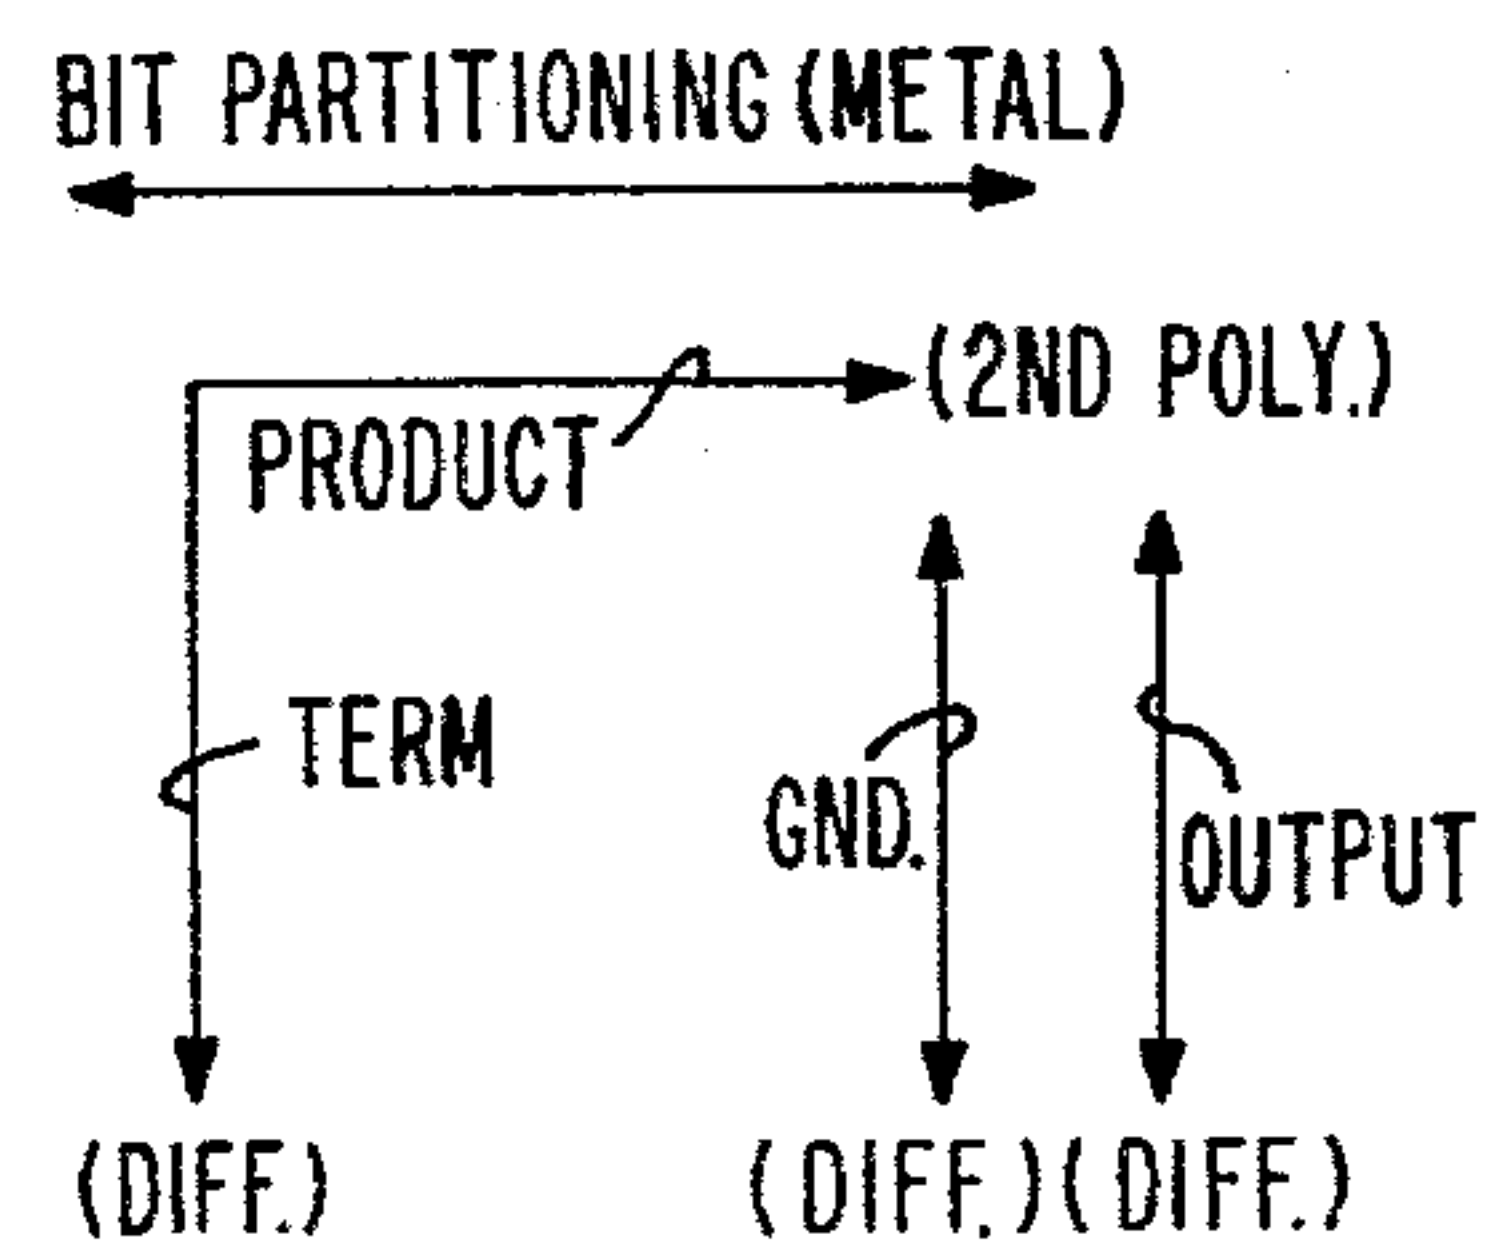 BIT PARTITIONING (METAL)
(2ND POLY.)
PRODUCT
TERM
GND.
OUTPUT
(DIFF.)
(DIFF.) (DIFF.)